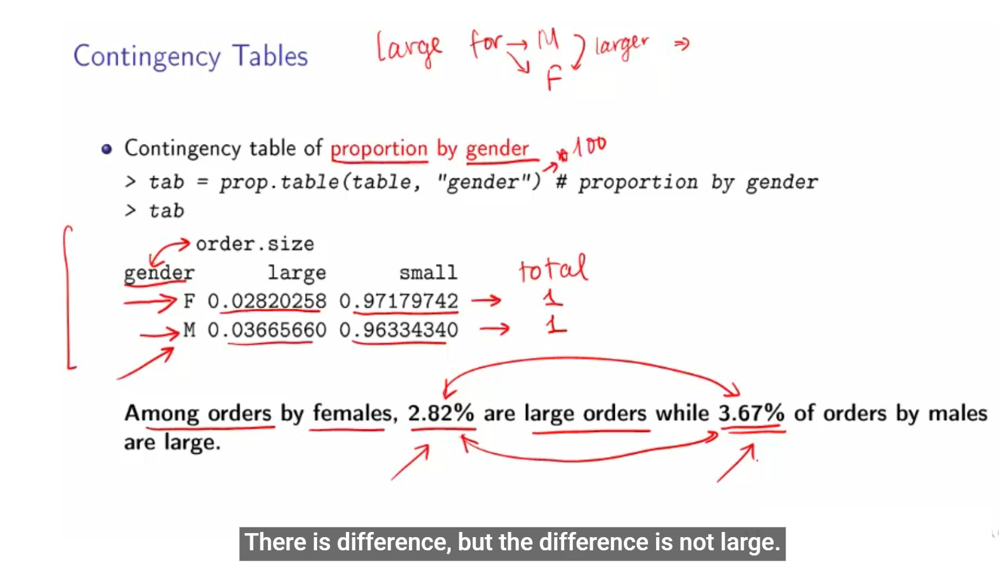 Contingency Tables
large for → M ) larger ⇒
F
• Contingency table of proportion by gender * 100
> tab = prop.table(table, "gender") # proportion by gender
> tab
order.size
gender large small total
F 0.02820258 0.97179742 → 1
M 0.03665660 0.96334340 → 1
Among orders by females, 2.82% are large orders while 3.67% of orders by males
are large.
There is difference, but the difference is not large.